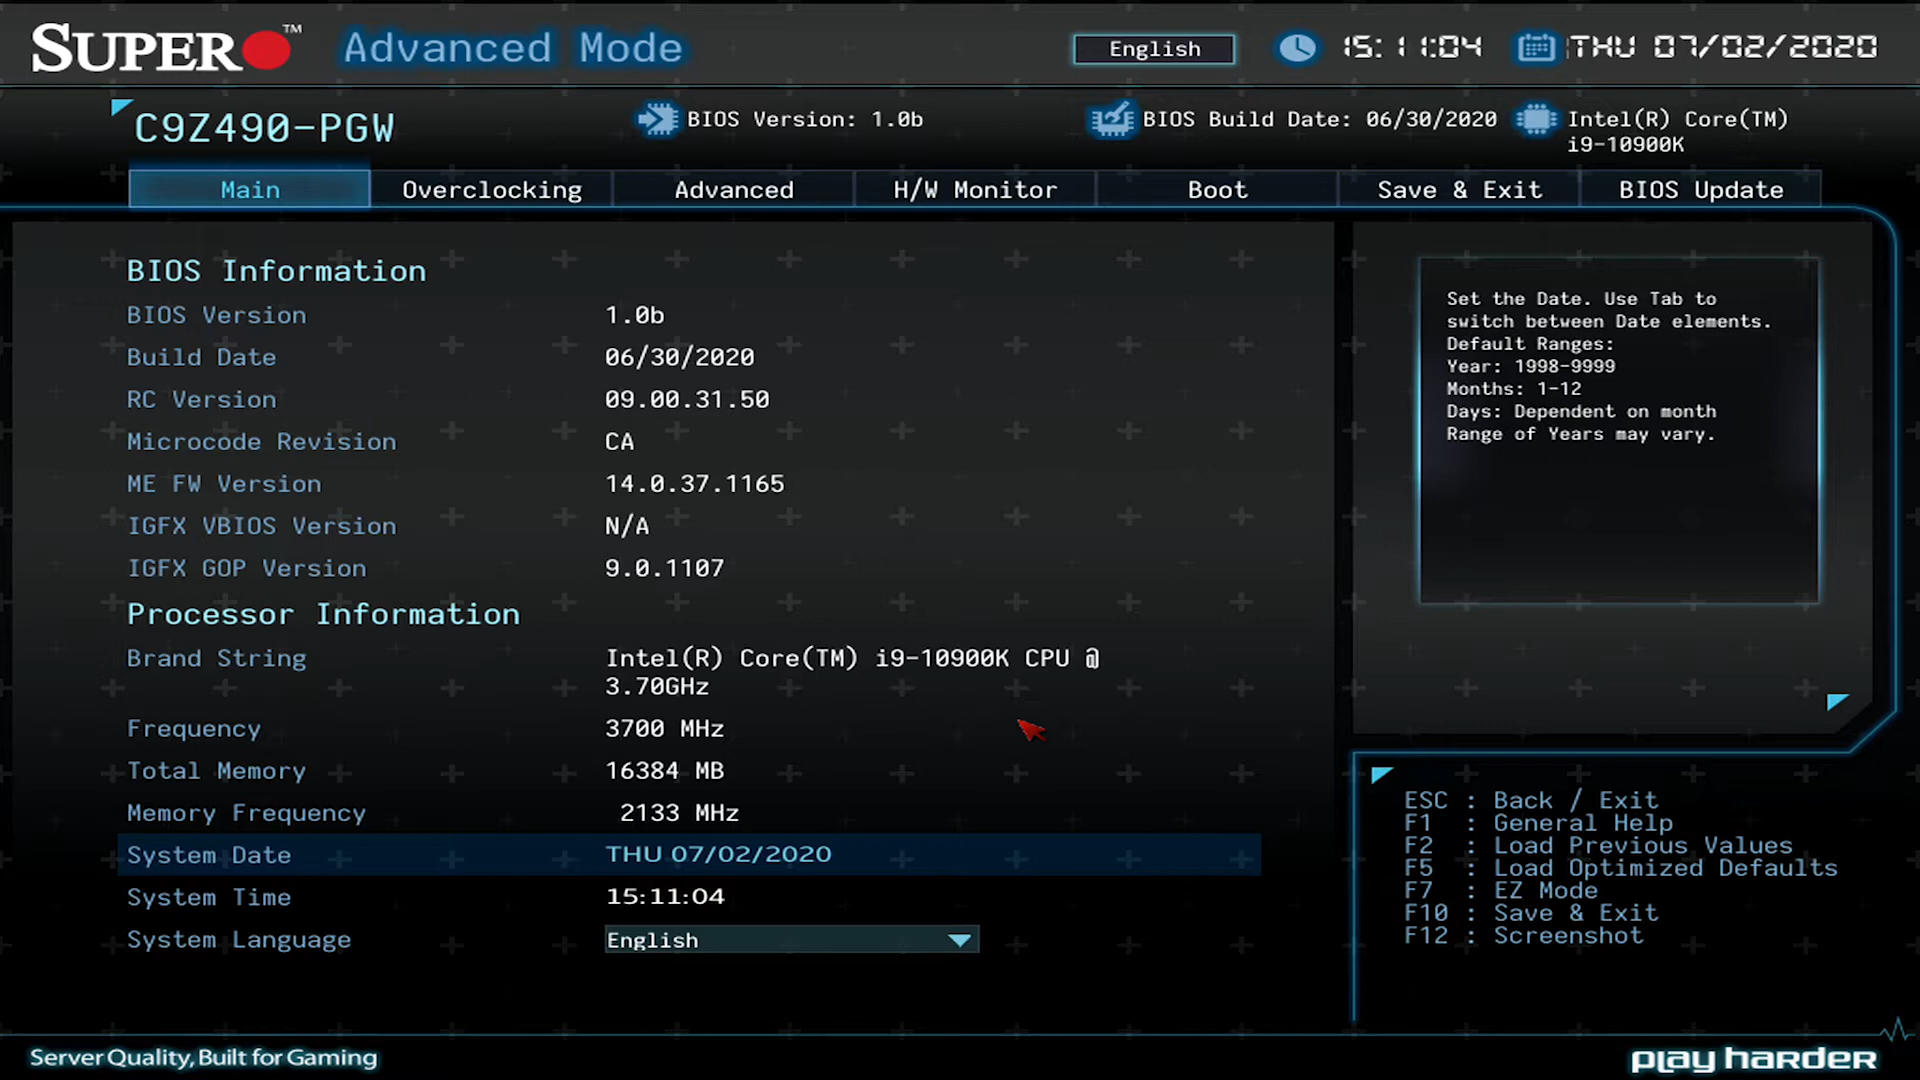 SUPER™ Advanced Mode English 15:11:04 THU 07/02/2020
C9Z490-PGW BIOS Version: 1.0b BIOS Build Date: 06/30/2020 Intel(R) Core(TM)
i9-10900K
Main Overclocking Advanced H/W Monitor Boot Save & Exit BIOS Update
BIOS Information
BIOS Version 1.0b
Build Date 06/30/2020
RC Version 09.00.31.50
Microcode Revision CA
ME FW Version 14.0.37.1165
IGFX VBIOS Version N/A
IGFX GOP Version 9.0.1107
Processor Information
Brand String Intel(R) Core(TM) i9-10900K CPU @
3.70GHz
Frequency 3700 MHz
Total Memory 16384 MB
Memory Frequency 2133 MHz
System Date THU 07/02/2020
System Time 15:11:04
System Language English
Set the Date. Use Tab to
switch between Date elements.
Default Ranges:
Year: 1998-9999
Months: 1-12
Days: Dependent on month
Range of Years may vary.
ESC : Back / Exit
F1 : General Help
F2 : Load Previous Values
F5 : Load Optimized Defaults
F7 : EZ Mode
F10 : Save & Exit
F12 : Screenshot
Server Quality, Built for Gaming
play harder